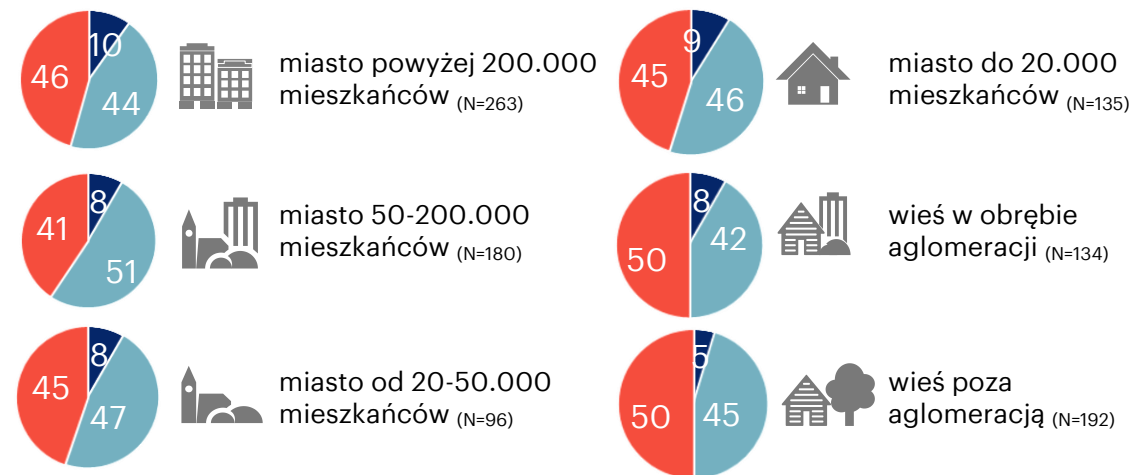 10
46
44
miasto powyżej 200.000
mieszkańców (N=263)
9
45
46
miasto do 20.000
mieszkańców (N=135)
8
41
51
miasto 50-200.000
mieszkańców (N=180)
8
50
42
wieś w obrębie
aglomeracji (N=134)
8
45
47
miasto od 20-50.000
mieszkańców (N=96)
5
50
45
wieś poza
aglomeracją (N=192)